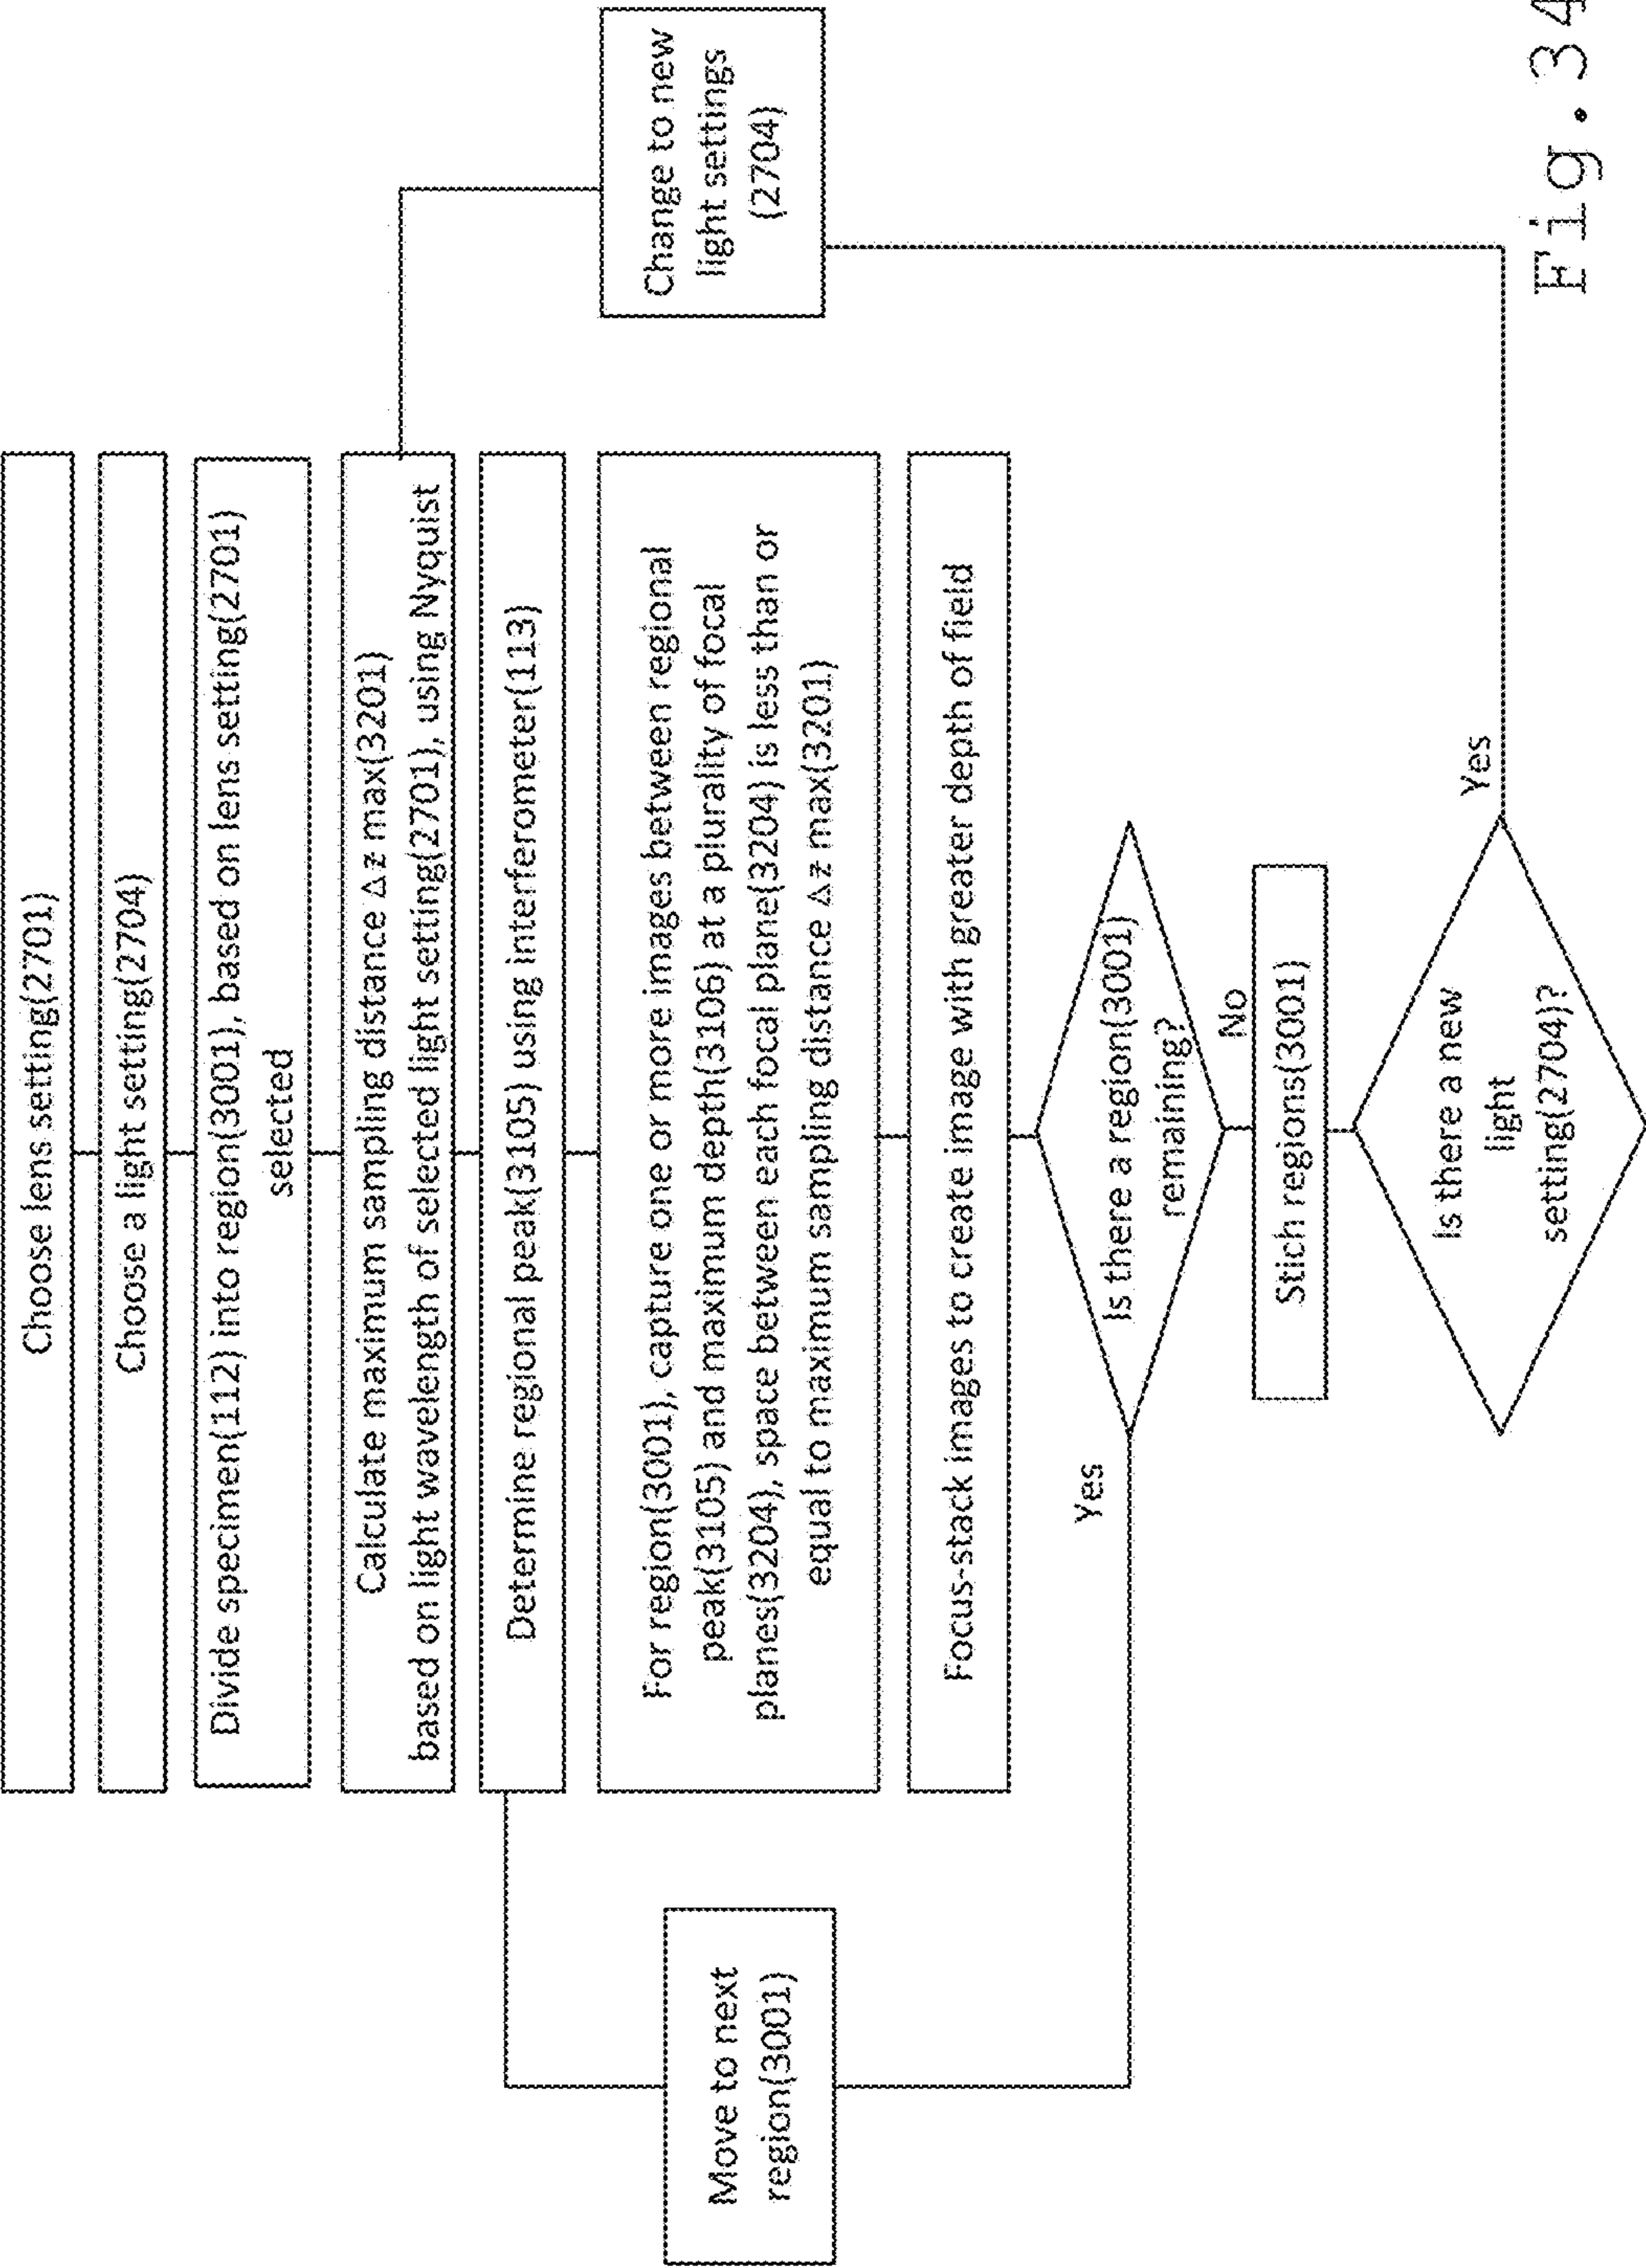 Choose lens setting(2701)
Choose a light setting(2704)
Divide specimen(112) into region(3001), based on lens setting(2701)
selected
Calculate maximum sampling distance Δz max(3201)
based on light wavelength of selected light setting(2701), using Nyquist
Determine regional peak(3105) using interferometer(113)
For region(3001), capture one or more images between regional
peak(3105) and maximum depth(3106) at a plurality of focal
planes(3204), space between each focal plane(3204) is less than or
equal to maximum sampling distance Δz max(3201)
Focus-stack images to create image with greater depth of field
Is there a region(3001)
remaining?
Yes
No
Move to next
region(3001)
Stich regions(3001)
Is there a new
light
setting(2704)?
Yes
Change to new
light settings
(2704)
Fig.34